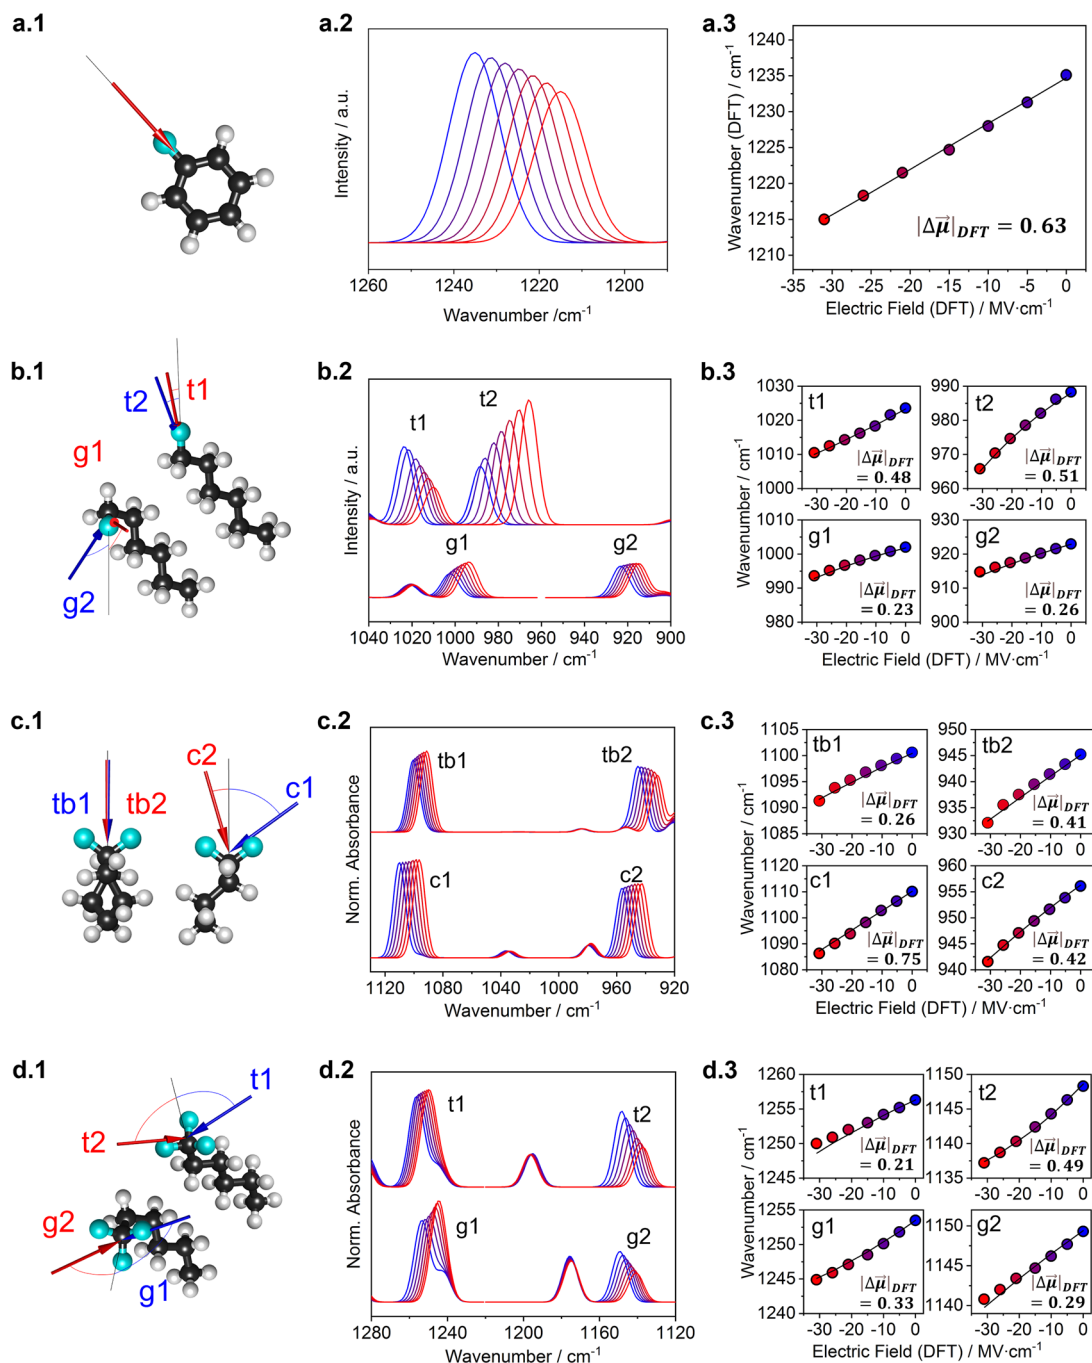 a.1
a.2
Intensity / a.u.
1260 1240 1220 1200
Wavenumber /cm-1
a.3
Wavenumber (DFT) / cm-1
1240
1235
1230
1225
1220
1215
1210
|Δμ⃗|DFT = 0.63
-35 -30 -25 -20 -15 -10 -5 0
Electric Field (DFT) / MV·cm-1
b.1
t2
t1
g1
g2
b.2
Intensity / a.u.
t1
t2
g1
g2
1040 1020 1000 980 960 940 920 900
Wavenumber / cm-1
b.3
Wavenumber / cm-1
t1
1030
1020
1010
1000
|Δμ⃗|DFT
= 0.48
t2
990
980
970
960
|Δμ⃗|DFT
= 0.51
g1
1010
1000
990
980
|Δμ⃗|DFT
= 0.23
-30 -20 -10 0
g2
930
920
910
900
|Δμ⃗|DFT
= 0.26
-30 -20 -10 0
Electric Field (DFT) / MV·cm-1
c.1
tb1
tb2
c2
c1
c.2
Norm. Absorbance
tb1
tb2
c1
c2
1120 1080 1040 1000 960 920
Wavenumber / cm-1
c.3
Wavenumber / cm-1
tb1
1105
1100
1095
1090
1085
|Δμ⃗|DFT
= 0.26
tb2
950
945
940
935
930
|Δμ⃗|DFT
= 0.41
c1
1120
1110
1100
1090
1080
|Δμ⃗|DFT
= 0.75
-30 -20 -10 0
c2
960
955
950
945
940
|Δμ⃗|DFT
= 0.42
-30 -20 -10 0
Electric Field (DFT) / MV·cm-1
d.1
t1
t2
g2
g1
d.2
Norm. Absorbance
t1
t2
g1
g2
1280 1240 1200 1160 1120
Wavenumber / cm-1
d.3
Wavenumber / cm-1
t1
1260
1255
1250
1245
|Δμ⃗|DFT
= 0.21
t2
1150
1145
1140
1135
|Δμ⃗|DFT
= 0.49
g1
1255
1250
1245
1240
|Δμ⃗|DFT
= 0.33
-30 -20 -10 0
g2
1150
1145
1140
|Δμ⃗|DFT
= 0.29
-30 -20 -10 0
Electric Field (DFT) / MV·cm-1